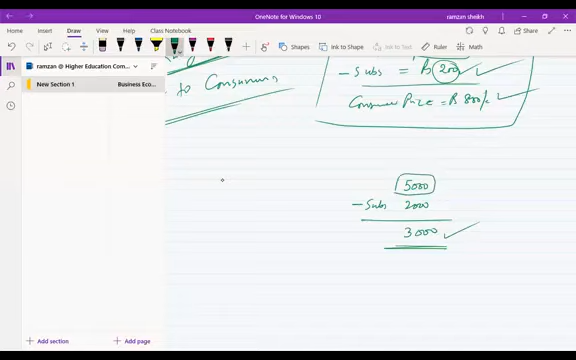 OneNote for Windows 10
ramzan sheikh
Home Insert Draw View Help Class Notebook
Share
Shapes Ink to Shape Ink to Text Ruler Math
ramzan @ Higher Education Com...
New Section 1
Business Eco...
to Consumers
- Subs = Rs 200
Consumer Price = Rs 800/-
5000
- Subs 2000
3000
+ Add section
+ Add page